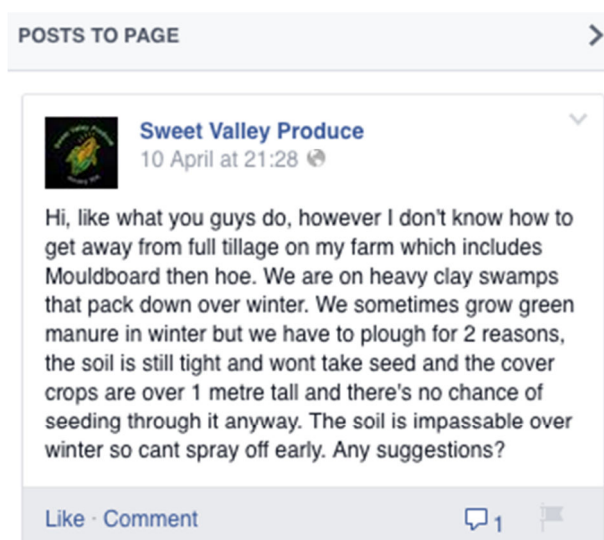 POSTS TO PAGE
Sweet Valley Produce
10 April at 21:28
Hi, like what you guys do, however I don't know how to
get away from full tillage on my farm which includes
Mouldboard then hoe. We are on heavy clay swamps
that pack down over winter. We sometimes grow green
manure in winter but we have to plough for 2 reasons,
the soil is still tight and wont take seed and the cover
crops are over 1 metre tall and there's no chance of
seeding through it anyway. The soil is impassable over
winter so cant spray off early. Any suggestions?
Like · Comment
1